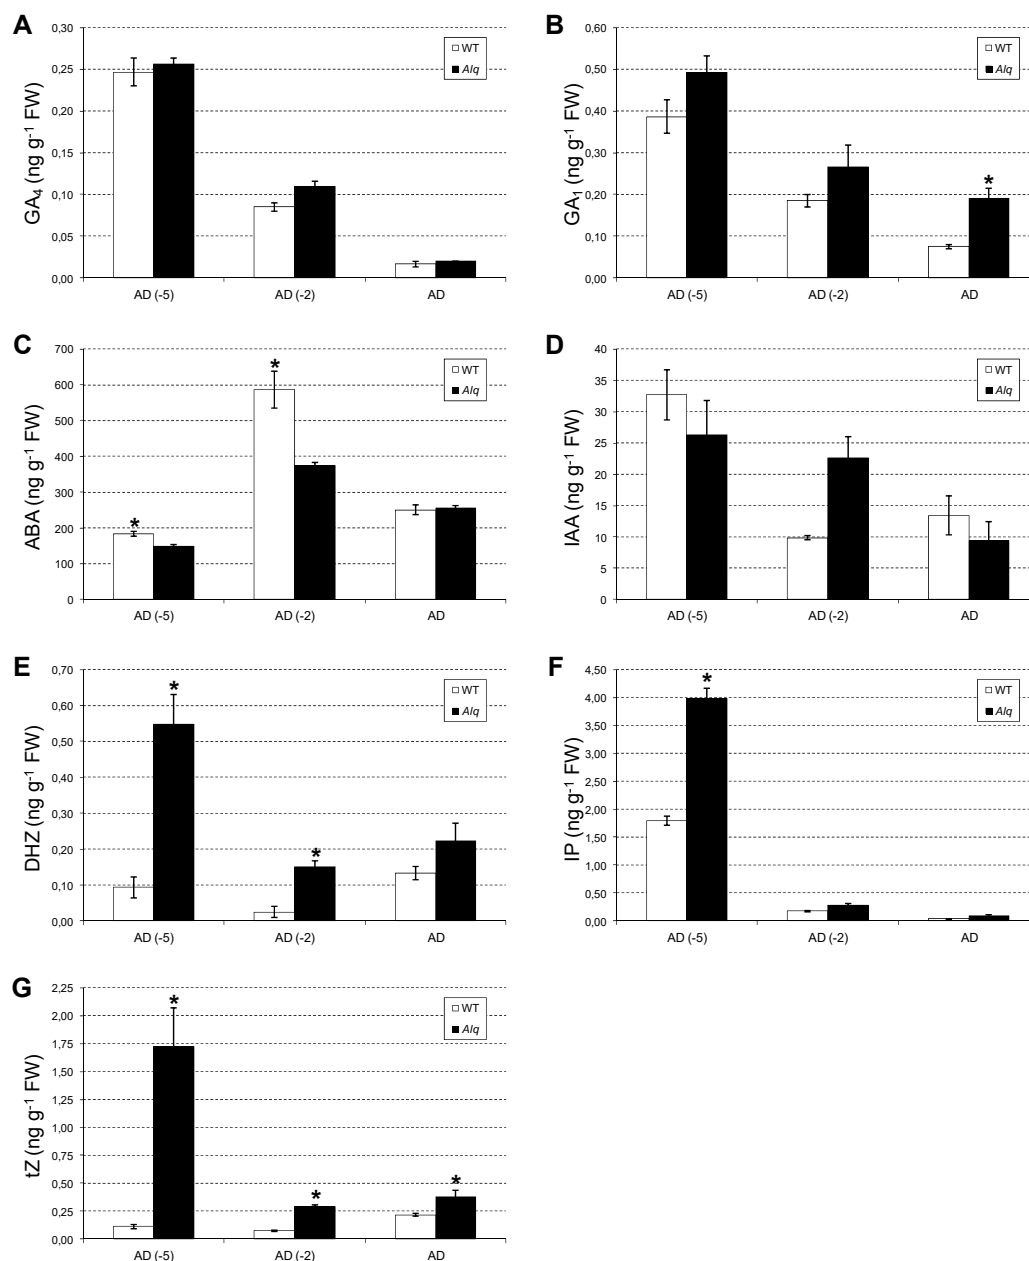 A
GA4 (ng g-1 FW)
0,30
0,25
0,20
0,15
0,10
0,05
0,00
WT
Alq
AD (-5)
AD (-2)
AD
B
GA1 (ng g-1 FW)
0,60
0,50
0,40
0,30
0,20
0,10
0,00
*
WT
Alq
AD (-5)
AD (-2)
AD
C
ABA (ng g-1 FW)
700
600
500
400
300
200
100
0
*
*
WT
Alq
AD (-5)
AD (-2)
AD
D
IAA (ng g-1 FW)
40
35
30
25
20
15
10
5
0
WT
Alq
AD (-5)
AD (-2)
AD
E
DHZ (ng g-1 FW)
0,70
0,60
0,50
0,40
0,30
0,20
0,10
0,00
*
*
WT
Alq
AD (-5)
AD (-2)
AD
F
IP (ng g-1 FW)
4,50
4,00
3,50
3,00
2,50
2,00
1,50
1,00
0,50
0,00
*
WT
Alq
AD (-5)
AD (-2)
AD
G
tZ (ng g-1 FW)
2,25
2,00
1,75
1,50
1,25
1,00
0,75
0,50
0,25
0,00
*
*
*
WT
Alq
AD (-5)
AD (-2)
AD